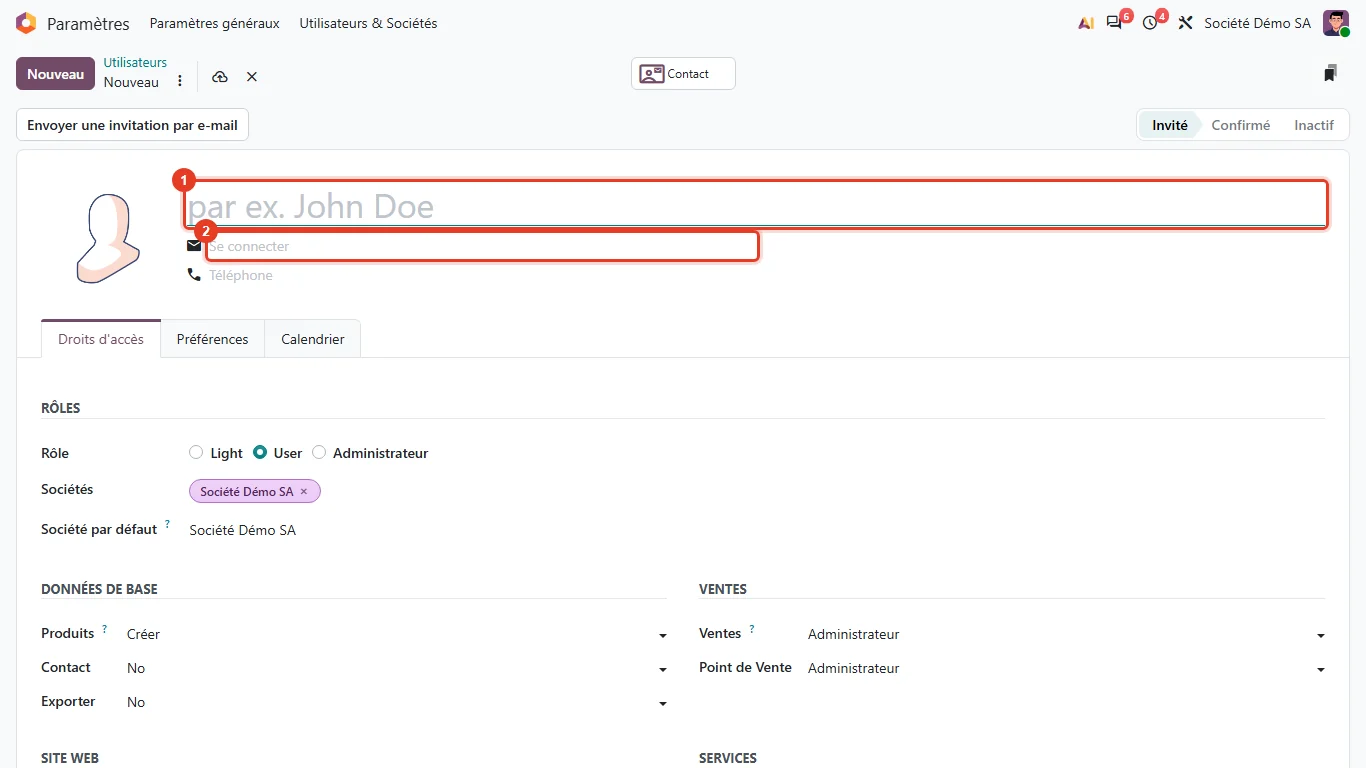 Paramètres Paramètres généraux Utilisateurs & Sociétés AI 6 4 Société Démo SA
Nouveau Utilisateurs
Nouveau
Contact
Envoyer une invitation par e-mail Invité Confirmé Inactif
1
par ex. John Doe
2
Se connecter
Téléphone
Droits d'accès Préférences Calendrier
RÔLES
Rôle Light User Administrateur
Sociétés Société Démo SA ×
Société par défaut ? Société Démo SA
DONNÉES DE BASE VENTES
Produits ? Créer Ventes ? Administrateur
Contact No Point de Vente Administrateur
Exporter No
SITE WEB SERVICES